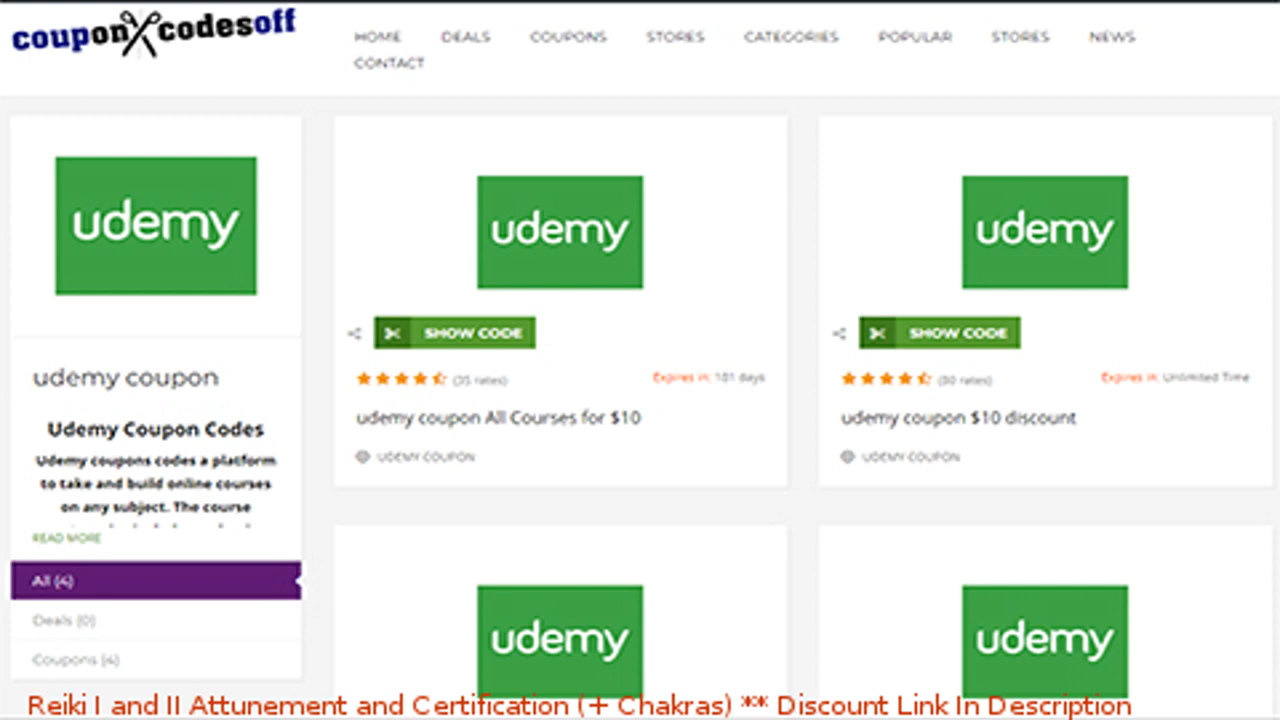 couponXcodesoff
HOME DEALS COUPONS STORES CATEGORIES POPULAR STORES NEWS
CONTACT
udemy
udemy coupon
Udemy Coupon Codes
Udemy coupons codes a platform
to take and build online courses
on any subject. The course
READ MORE
All (4)
Deals (0)
Coupons (4)
udemy
SHOW CODE
(35 rates) Expires in: 181 days
udemy coupon All Courses for $10
UDEMY COUPON
udemy
SHOW CODE
(80 rates) Expires in: Unlimited Time
udemy coupon $10 discount
UDEMY COUPON
udemy
udemy
Reiki I and II Attunement and Certification (+ Chakras) ** Discount Link In Description